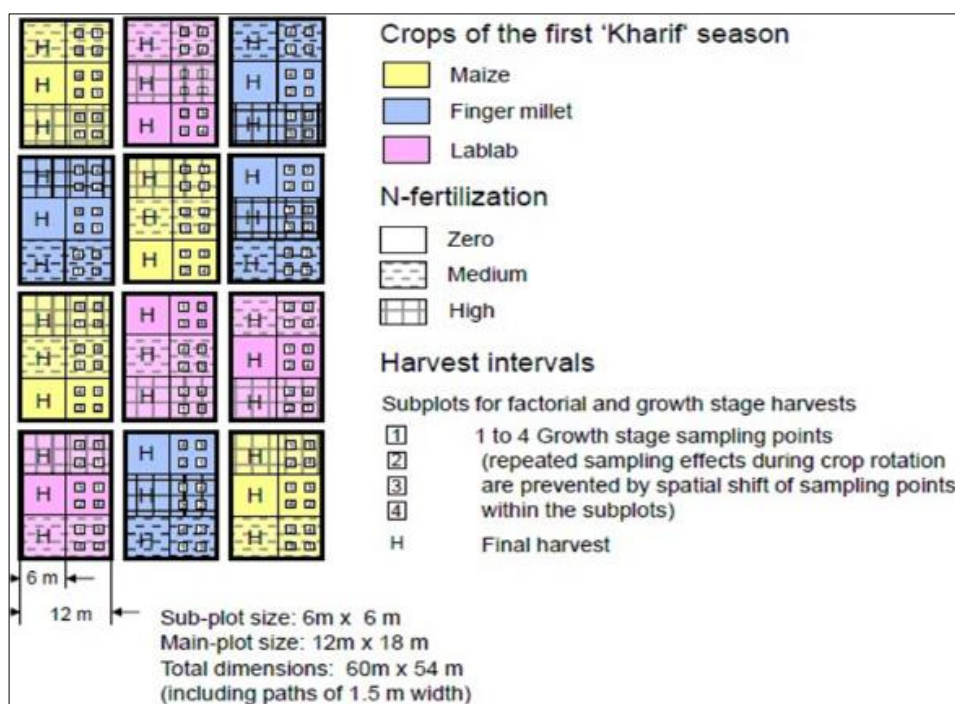 Crops of the first 'Kharif' season
Maize
Finger millet
Lablab
N-fertilization
Zero
Medium
High
Harvest intervals
Subplots for factorial and growth stage harvests
1 1 to 4 Growth stage sampling points
2 (repeated sampling effects during crop rotation
3 are prevented by spatial shift of sampling points
4 within the subplots)
H Final harvest
H H H
H H H
H H H
H H H
H H H
H H H
H H H
H H H
H H H
H H H
H H H
H H H
6 m
12 m
Sub-plot size: 6m x 6 m
Main-plot size: 12m x 18 m
Total dimensions: 60m x 54 m
(including paths of 1.5 m width)